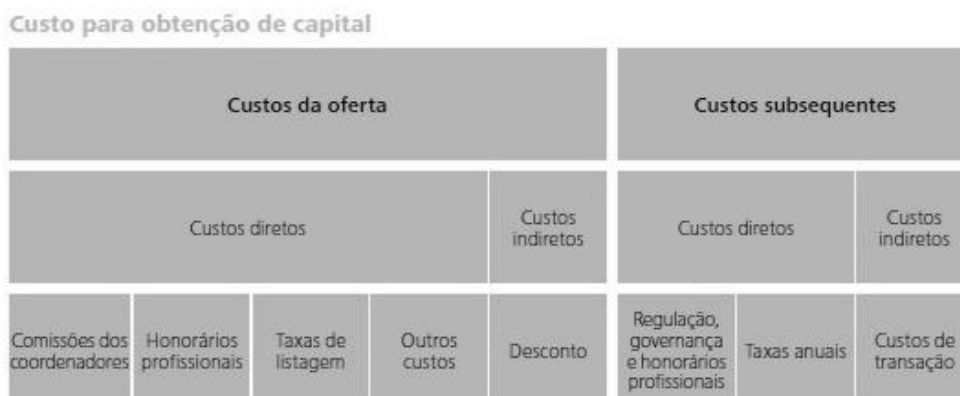 Custo para obtenção de capital
Custos da oferta
Custos subsequentes
Custos diretos
Custos
indiretos
Custos diretos
Custos
indiretos
Comissões dos
coordenadores
Honorários
profissionais
Taxas de
listagem
Outros
custos
Desconto
Regulação,
governança
e honorários
profissionais
Taxas anuais
Custos de
transação